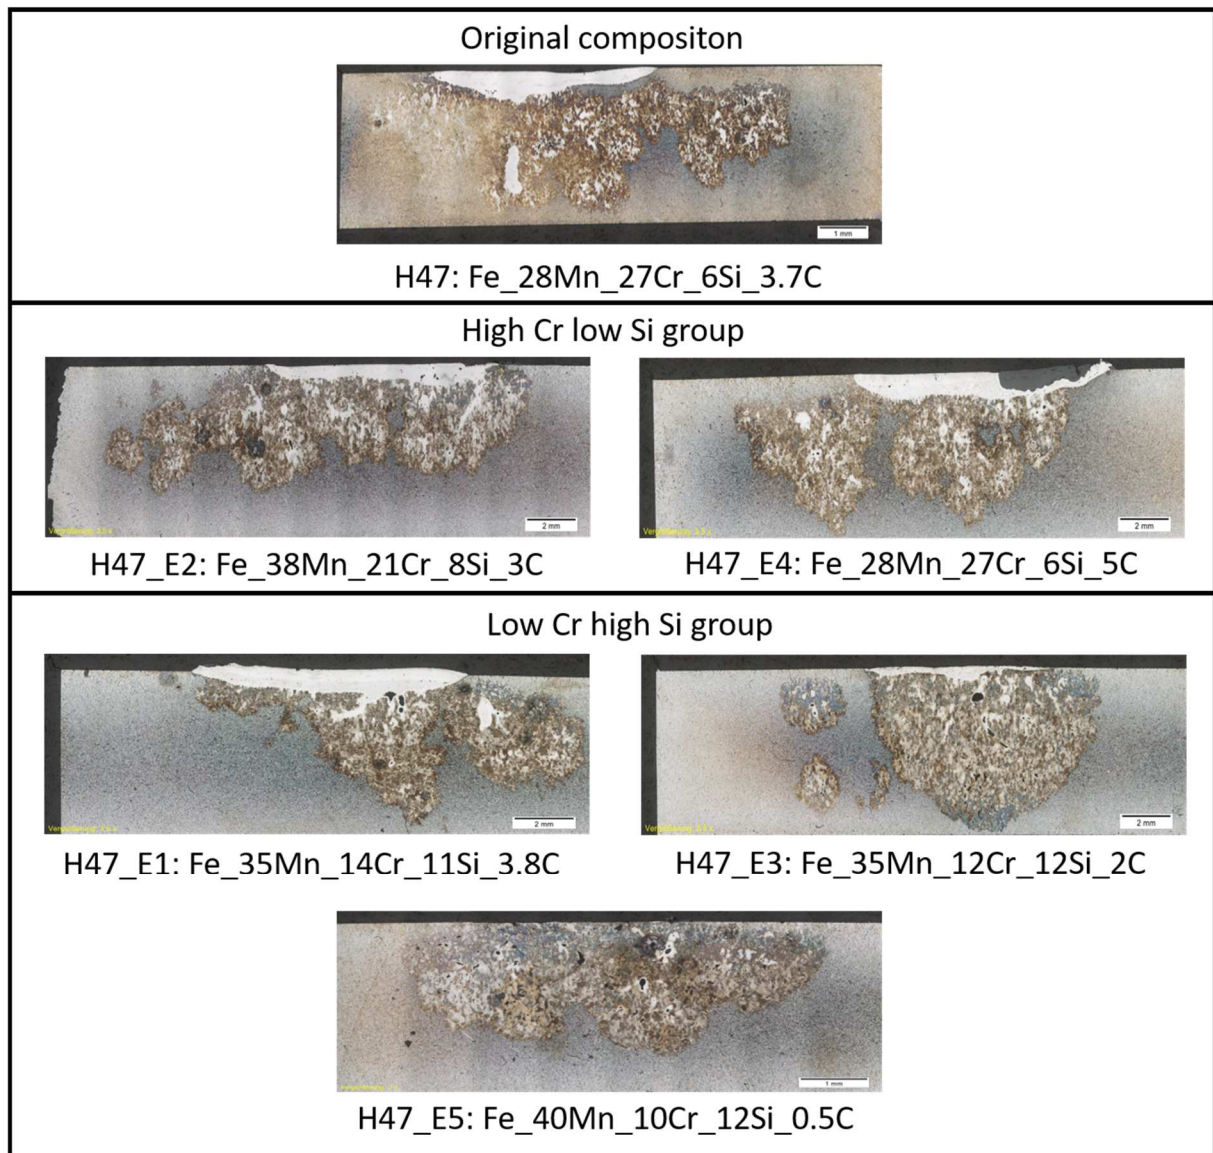 Original compositon
1 mm
H47: Fe_28Mn_27Cr_6Si_3.7C
High Cr low Si group
2 mm
2 mm
H47_E2: Fe_38Mn_21Cr_8Si_3C
H47_E4: Fe_28Mn_27Cr_6Si_5C
Low Cr high Si group
2 mm
2 mm
H47_E1: Fe_35Mn_14Cr_11Si_3.8C
H47_E3: Fe_35Mn_12Cr_12Si_2C
1 mm
H47_E5: Fe_40Mn_10Cr_12Si_0.5C